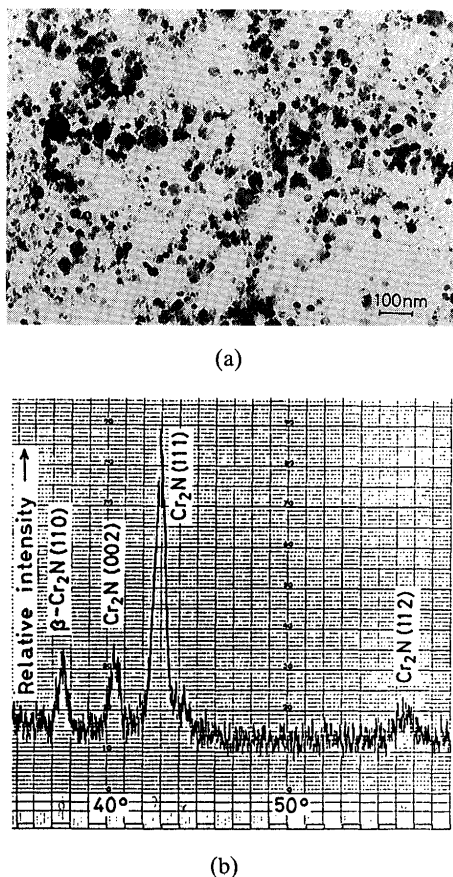 100nm
(a)
Relative intensity →
β-Cr₂N (110)
Cr₂N (002)
Cr₂N (111)
Cr₂N (112)
40°
50°
(b)